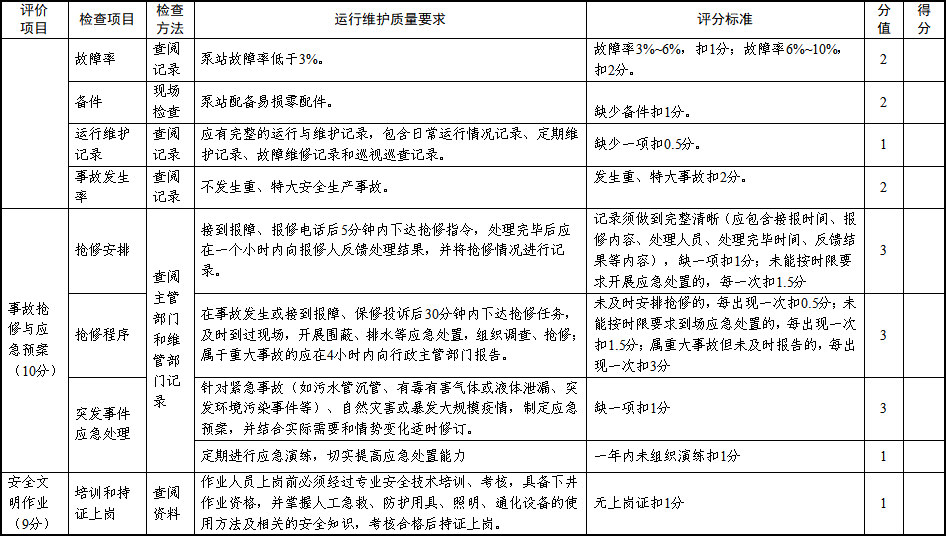 评价
项目
检查项目
检查
方法
运行维护质量要求
评分标准
分
值
得
分
故障率
查阅
记录
泵站故障率低于3%。
故障率3%~6%，扣1分；故障率6%~10%，
扣2分。
2
备件
现场
检查
泵站配备易损零配件。
缺少备件扣1分。
2
运行维护
记录
查阅
记录
应有完整的运行与维护记录，包含日常运行情况记录、定期维
护记录、故障维修记录和巡视巡查记录。
缺少一项扣0.5分。
1
事故发生
率
查阅
记录
不发生重、特大安全生产事故。
发生重、特大事故扣2分。
2
事故抢
修与应
急预案
（10分）
抢修安排
查阅
主管
部门
和维
管部
门记
录
接到报障、报修电话后5分钟内下达抢修指令，处理完毕后应
在一个小时内向报修人反馈处理结果，并将抢修情况进行记
录。
记录须做到完整清晰（应包含接报时间、报
修内容、处理人员、处理完毕时间、反馈结
果等内容），缺一项扣1分；未能按时限要
求开展应急处置的，每一次扣1.5分
3
抢修程序
在事故发生或接到报障、保修投诉后30分钟内下达抢修任务，
及时到过现场，开展围蔽、排水等应急处置，组织调查、抢修；
属于重大事故的应在4小时内向行政主管部门报告。
未及时安排抢修的，每出现一次扣0.5分；未
能按时限要求到场应急处置的，每出现一次
扣1.5分；属重大事故但未及时报告的，每出
现一次扣3分
3
突发事件
应急处理
针对紧急事故（如污水管沉管、有毒有害气体或液体泄漏、突
发环境污染事件等）、自然灾害或暴发大规模疫情，制定应急
预案，并结合实际需要和情势变化适时修订。
缺一项扣1分
3
定期进行应急演练，切实提高应急处置能力
一年内未组织演练扣1分
1
安全文
明作业
（9分）
培训和持
证上岗
查阅
资料
作业人员上岗前必须经过专业安全技术培训、考核，具备下井
作业资格，并掌握人工急救、防护用具、照明、通化设备的使
用方法及相关的安全知识，考核合格后持证上岗。
无上岗证扣1分
1